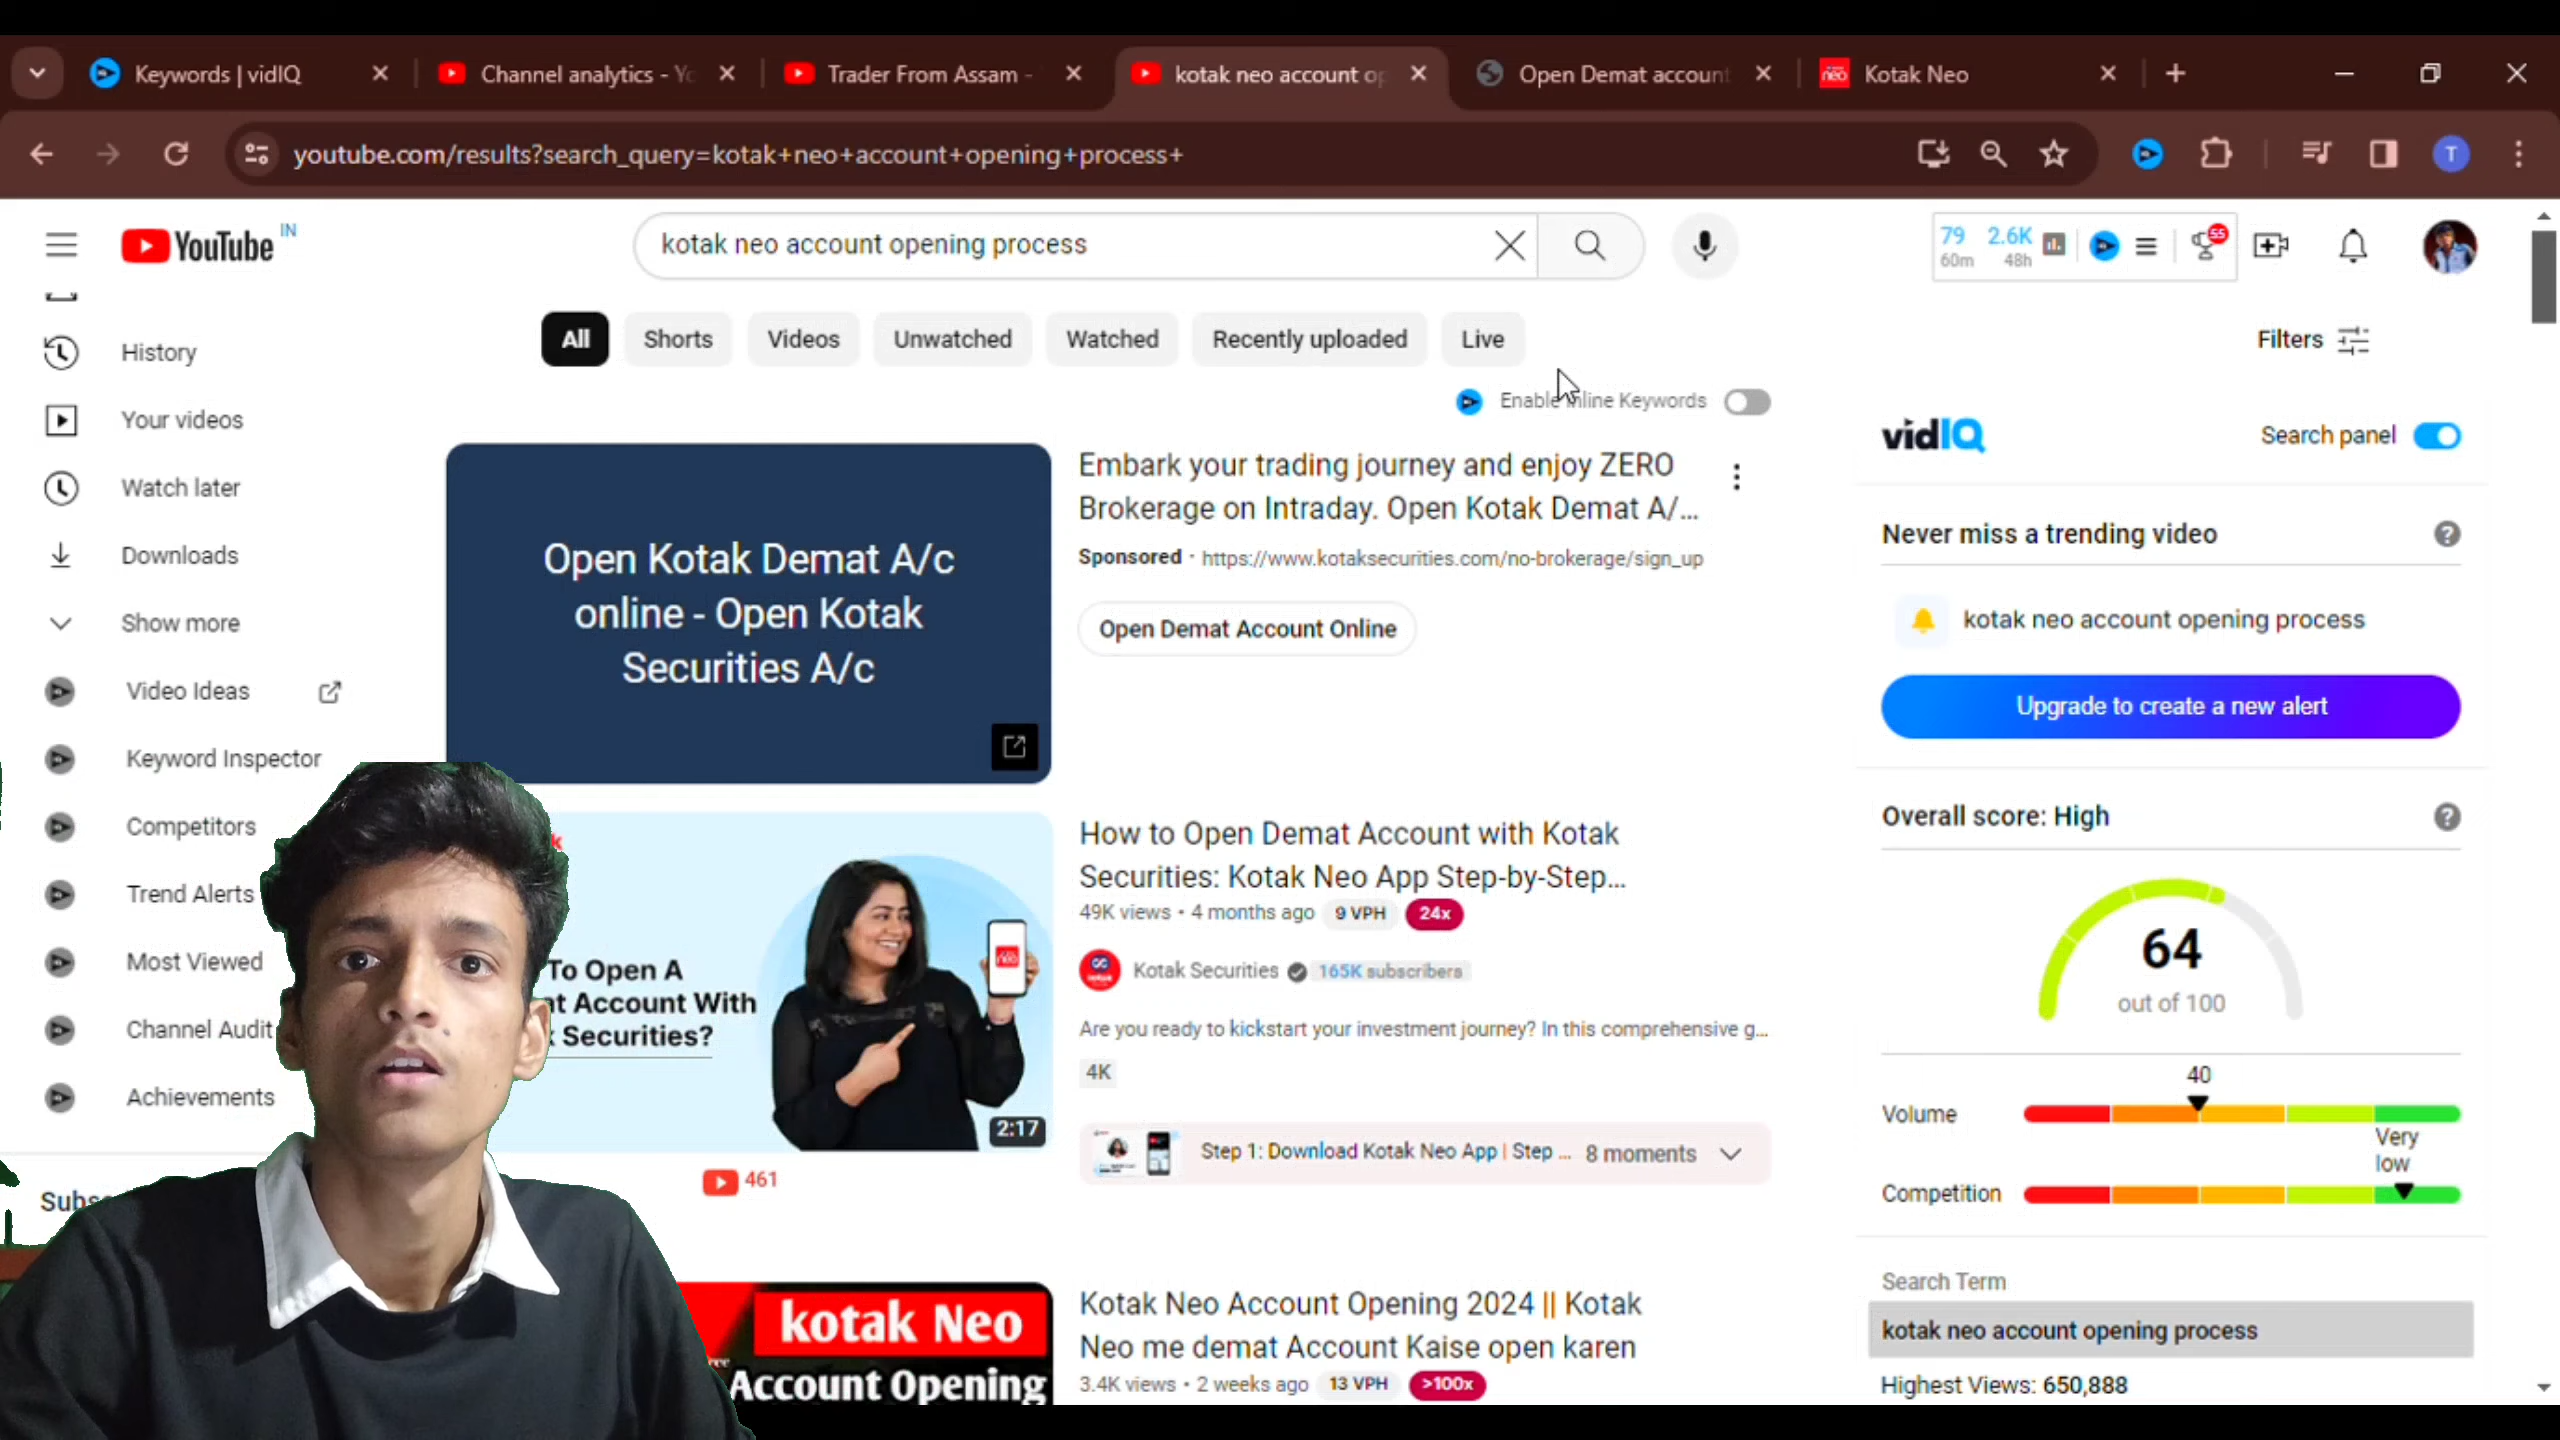 Keywords | vidIQ
Channel analytics - Yo
Trader From Assam -
kotak neo account op
Open Demat account
neo
Kotak Neo
youtube.com/results?search_query=kotak+neo+account+opening+process+
T
YouTube IN
kotak neo account opening process
79 60m
2.6K 48h
55
History
Your videos
Watch later
Downloads
Show more
Video Ideas
Keyword Inspector
Competitors
Trend Alerts
Most Viewed
Channel Audit
Achievements
Subs
All
Shorts
Videos
Unwatched
Watched
Recently uploaded
Live
Filters
Enable Inline Keywords
Open Kotak Demat A/c
online - Open Kotak
Securities A/c
Embark your trading journey and enjoy ZERO
Brokerage on Intraday. Open Kotak Demat A/...
Sponsored · https://www.kotaksecurities.com/no-brokerage/sign_up
Open Demat Account Online
k
To Open A
at Account With
k Securities?
neo
2:17
461
How to Open Demat Account with Kotak
Securities: Kotak Neo App Step-by-Step...
49K views · 4 months ago 9 VPH 24x
Kotak Securities 165K subscribers
Are you ready to kickstart your investment journey? In this comprehensive g...
4K
Step 1: Download Kotak Neo App | Step ... 8 moments
kotak Neo
Account Opening
Kotak Neo Account Opening 2024 || Kotak
Neo me demat Account Kaise open karen
3.4K views · 2 weeks ago 13 VPH >100x
vidIQ
Search panel
Never miss a trending video
kotak neo account opening process
Upgrade to create a new alert
Overall score: High
64
out of 100
40
Volume
Very
low
Competition
Search Term
kotak neo account opening process
Highest Views: 650,888